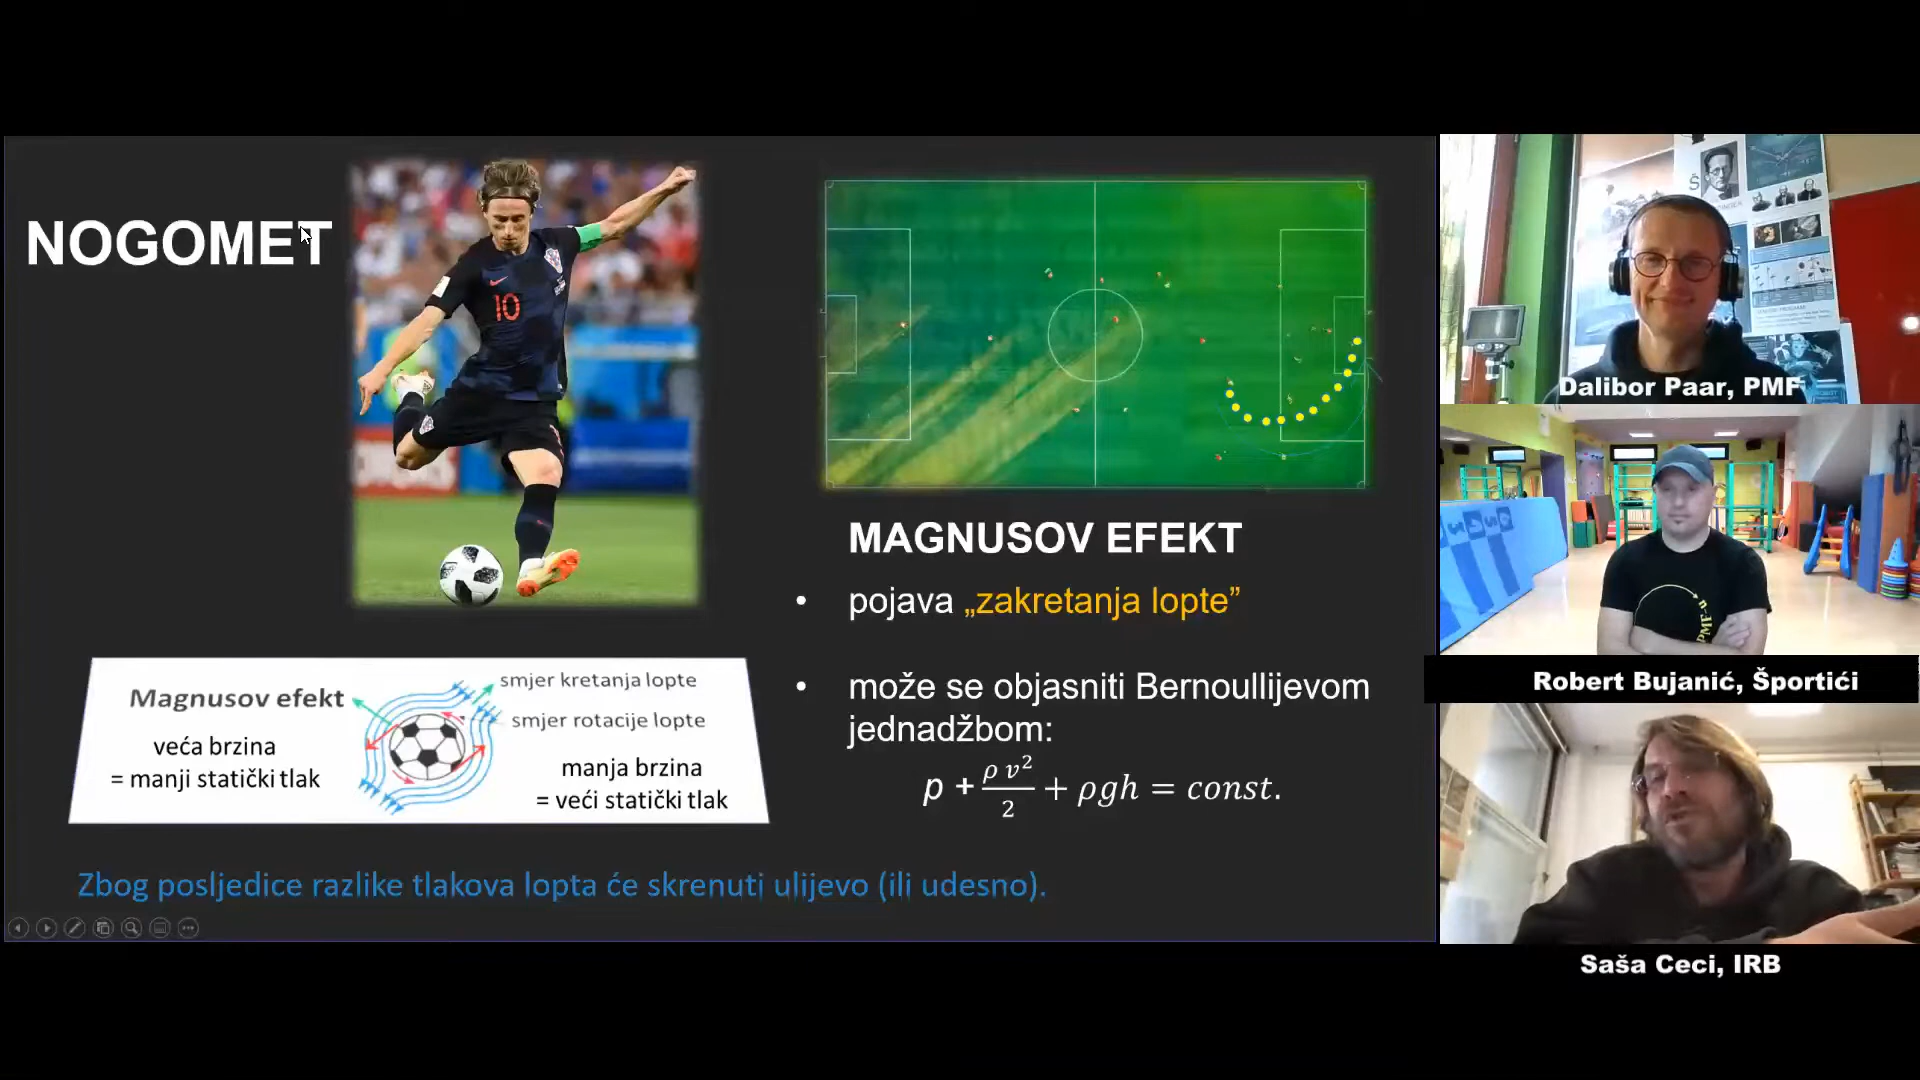 NOGOMET
10
MAGNUSOV EFEKT
• pojava „zakretanja lopte”
• može se objasniti Bernoullijevom
jednadžbom:
p + ρ v² / 2 + ρgh = const.
Magnusov efekt
smjer kretanja lopte
smjer rotacije lopte
veća brzina
= manji statički tlak
manja brzina
= veći statički tlak
Zbog posljedice razlike tlakova lopta će skrenuti ulijevo (ili udesno).
Dalibor Paar, PMF
Robert Bujanić, Športići
Saša Ceci, IRB